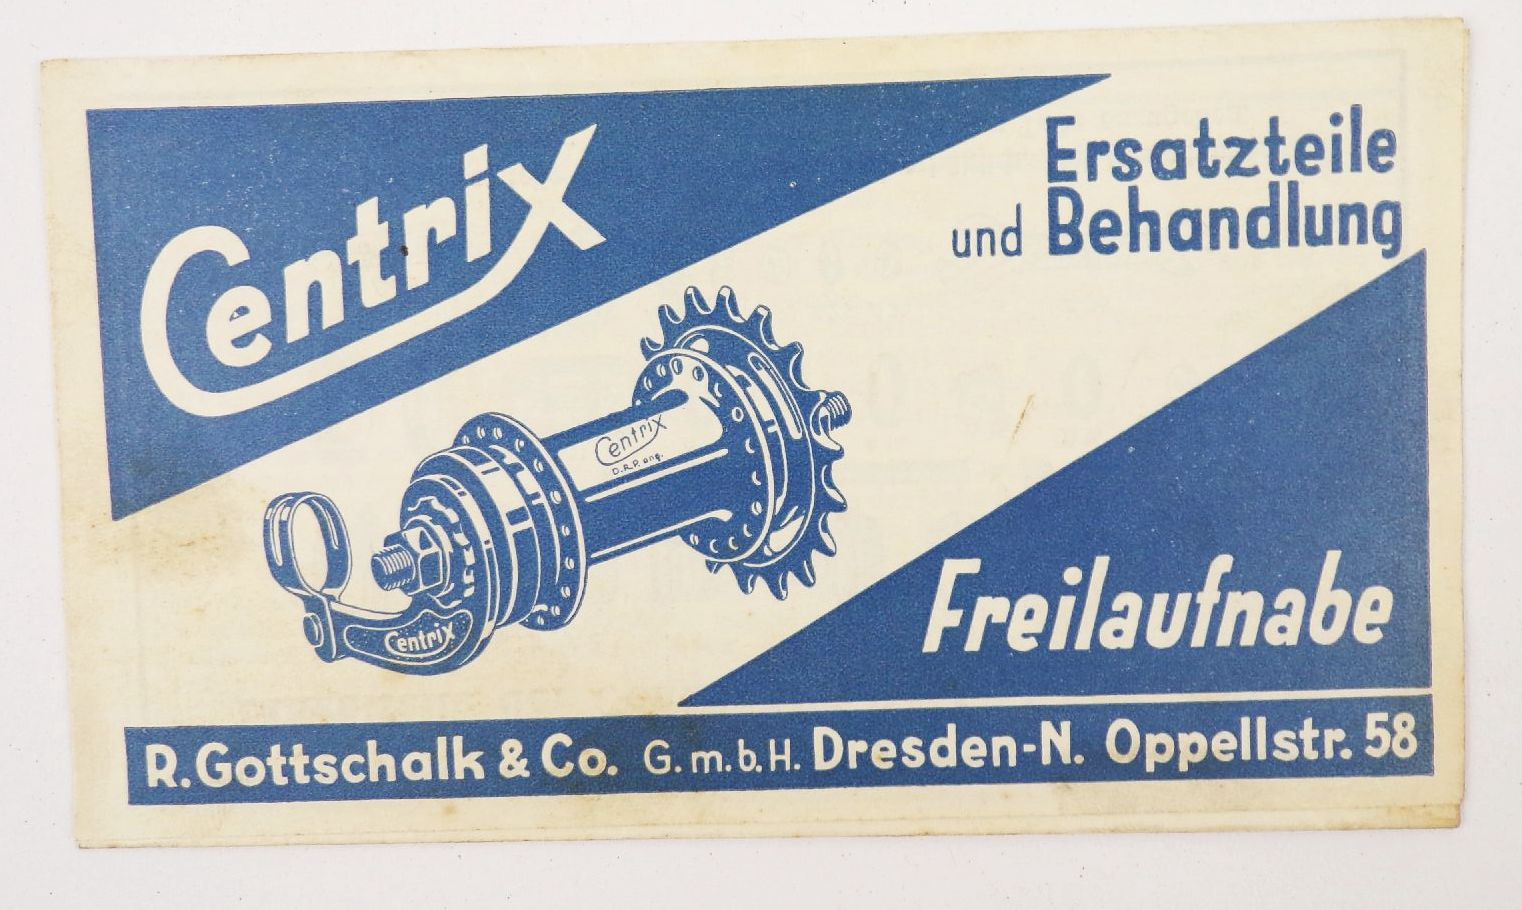 Centrix
Ersatzteile
und Behandlung
Centrix
D.R.P. ang.
Centrix
Freilaufnabe
R. Gottschalk & Co. G.m.b.H. Dresden-N. Oppellstr. 58